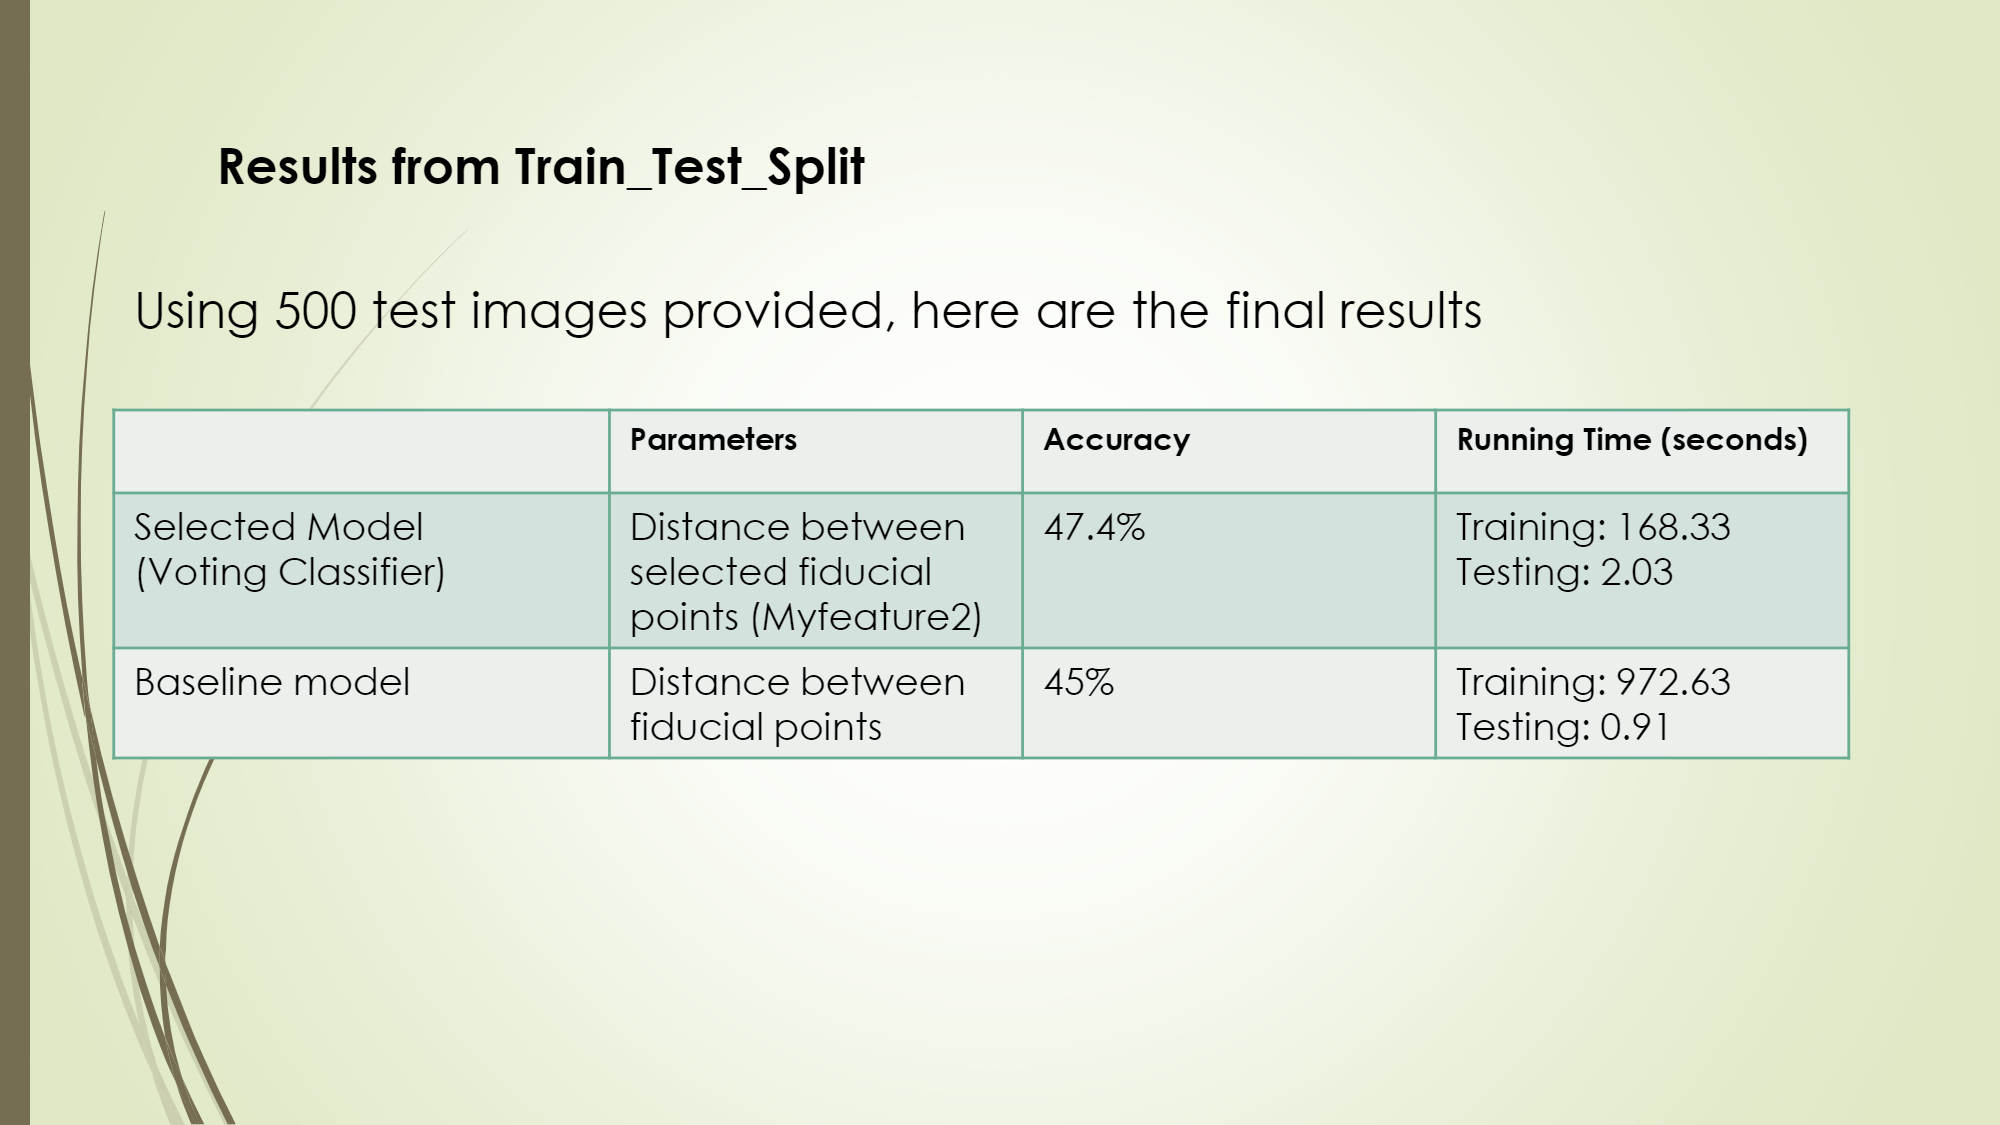 Results from Train_Test_Split
Using 500 test images provided, here are the final results
Parameters
Accuracy
Running Time (seconds)
Selected Model
(Voting Classifier)
Distance between
selected fiducial
points (Myfeature2)
47.4%
Training: 168.33
Testing: 2.03
Baseline model
Distance between
fiducial points
45%
Training: 972.63
Testing: 0.91